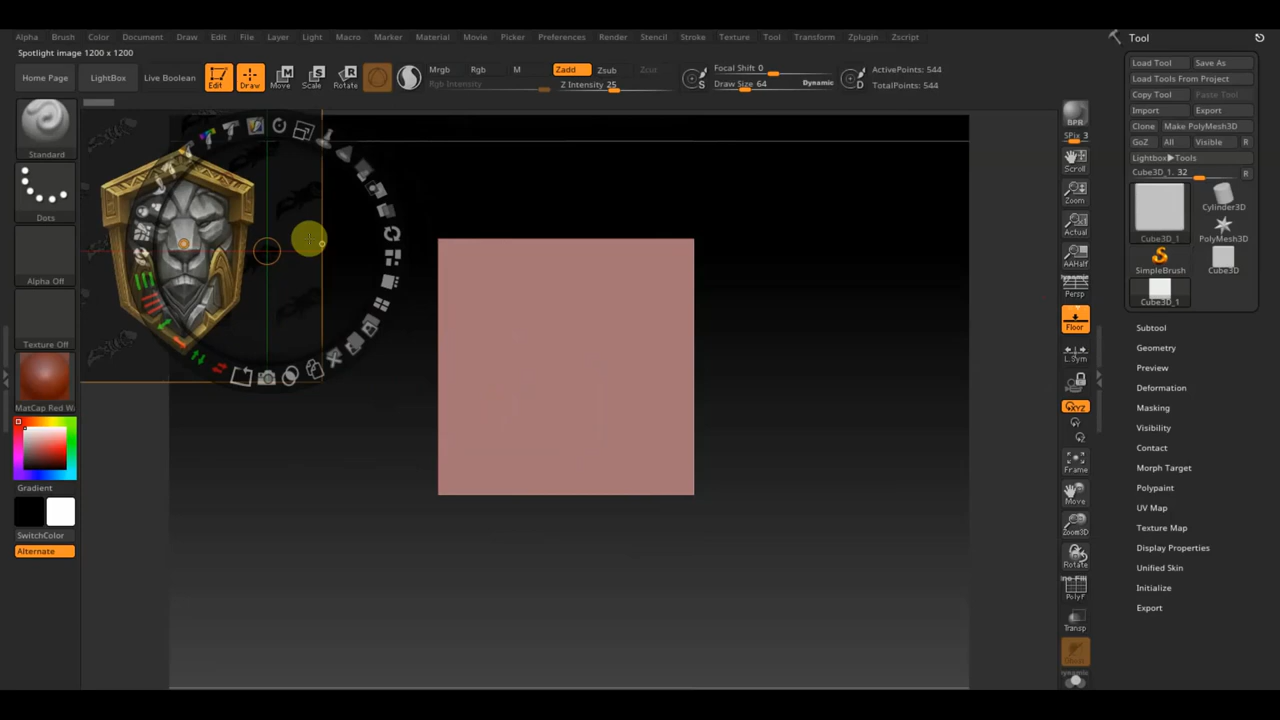 Alpha Brush Color Document Draw Edit File Layer Light Macro Marker Material Movie Picker Preferences Render Stencil Stroke Texture Tool Transform Zplugin Zscript
Tool
Spotlight image 1200 x 1200
Home Page LightBox Live Boolean Edit Draw Move Scale Rotate
Mrgb Rgb M
Rgb Intensity
Zadd Zsub Zcut
Z Intensity 25
Focal Shift 0
Draw Size 64 Dynamic
ActivePoints: 544
TotalPoints: 544
Standard
Dots
Alpha Off
Texture Off
MatCap Red Wa
Gradient
SwitchColor
Alternate
BPR
SPix 3
Scroll
Zoom
Actual
AAHalf
Dynamic
Persp
Floor
L.Sym
XYZ
Frame
Move
Zoom3D
Rotate
PolyF
Transp
Dynamic
Load Tool Save As
Load Tools From Project
Copy Tool Paste Tool
Import Export
Clone Make PolyMesh3D
GoZ All Visible R
Lightbox▶Tools
Cube3D_1. 32 R
Cube3D_1
Cylinder3D
PolyMesh3D
SimpleBrush
Cube3D
Cube3D_1
Subtool
Geometry
Preview
Deformation
Masking
Visibility
Contact
Morph Target
Polypaint
UV Map
Texture Map
Display Properties
Unified Skin
Initialize
Export